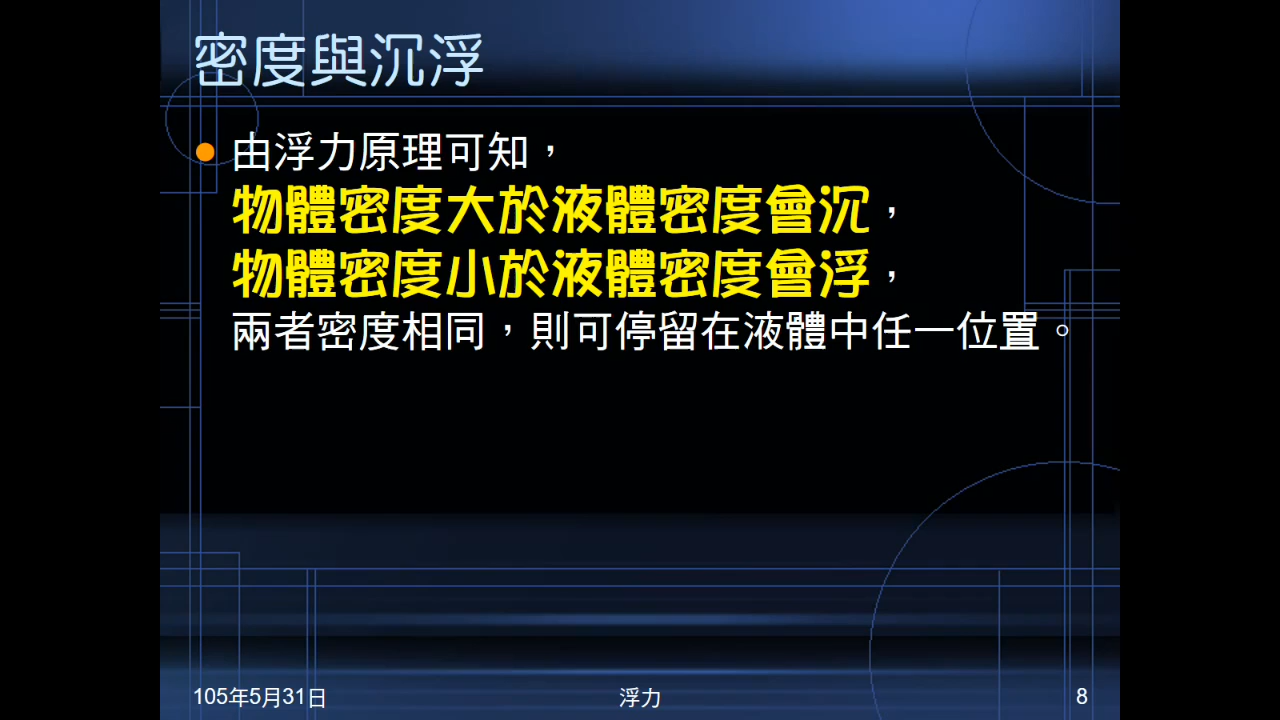 密度與沉浮
由浮力原理可知，
物體密度大於液體密度會沉，
物體密度小於液體密度會浮，
兩者密度相同，則可停留在液體中任一位置。
105年5月31日
浮力
8